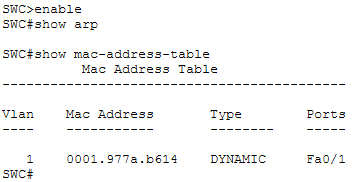 SWC>enable
SWC#show arp
SWC#show mac-address-table
Mac Address Table
-------------------------------------------
Vlan    Mac Address       Type        Ports
----    -----------       --------    -----
1    0001.977a.b614    DYNAMIC     Fa0/1
SWC#